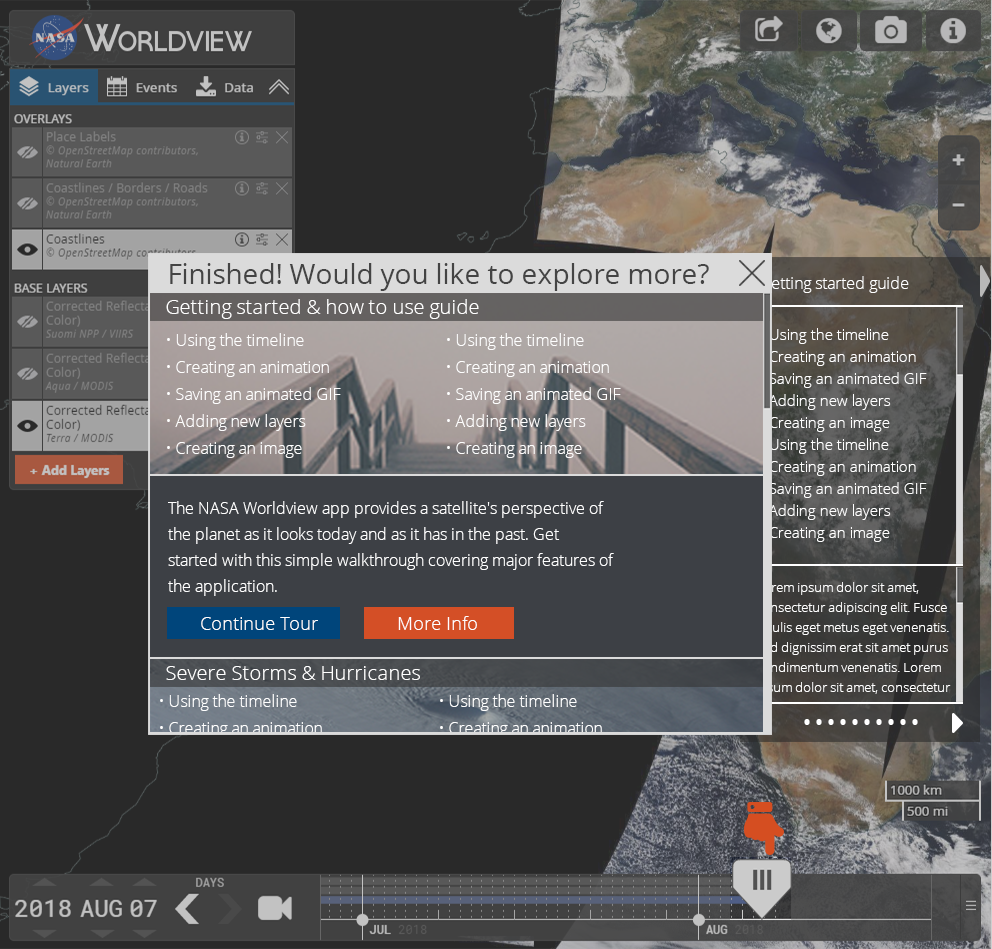 NASA WORLDVIEW
Layers Events Data
OVERLAYS
Place Labels
© OpenStreetMap contributors,
Natural Earth
Coastlines / Borders / Roads
© OpenStreetMap contributors,
Natural Earth
Coastlines
© OpenStreetMap contributors,
BASE LAYERS
Corrected Reflecta
Color)
Suomi NPP / VIIRS
Corrected Reflecta
Color)
Aqua / MODIS
Corrected Reflecta
Color)
Terra / MODIS
+ Add Layers
Finished! Would you like to explore more?
Getting started & how to use guide
• Using the timeline
• Creating an animation
• Saving an animated GIF
• Adding new layers
• Creating an image
• Using the timeline
• Creating an animation
• Saving an animated GIF
• Adding new layers
• Creating an image
The NASA Worldview app provides a satellite's perspective of
the planet as it looks today and as it has in the past. Get
started with this simple walkthrough covering major features of
the application.
Continue Tour
More Info
Severe Storms & Hurricanes
• Using the timeline
• Creating an animation
• Using the timeline
• Creating an animation
+
−
etting started guide
Using the timeline
Creating an animation
Saving an animated GIF
Adding new layers
Creating an image
Using the timeline
Creating an animation
Saving an animated GIF
Adding new layers
Creating an image
rem ipsum dolor sit amet,
nsectetur adipiscing elit. Fusce
ulis eget metus eget venenatis.
d dignissim erat sit amet purus
ndimentum venenatis. Lorem
sum dolor sit amet, consectetur
1000 km
500 mi
DAYS
2018 AUG 07
JUL 2018
AUG 2018